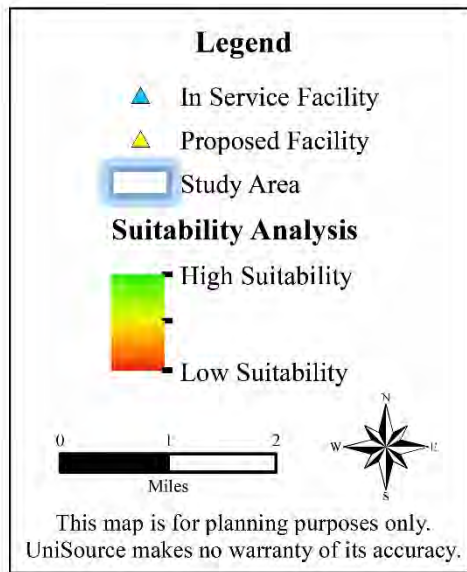 Legend
In Service Facility
Proposed Facility
Study Area
Suitability Analysis
High Suitability
Low Suitability
0 1 2
Miles
N
W E
S
This map is for planning purposes only.
UniSource makes no warranty of its accuracy.